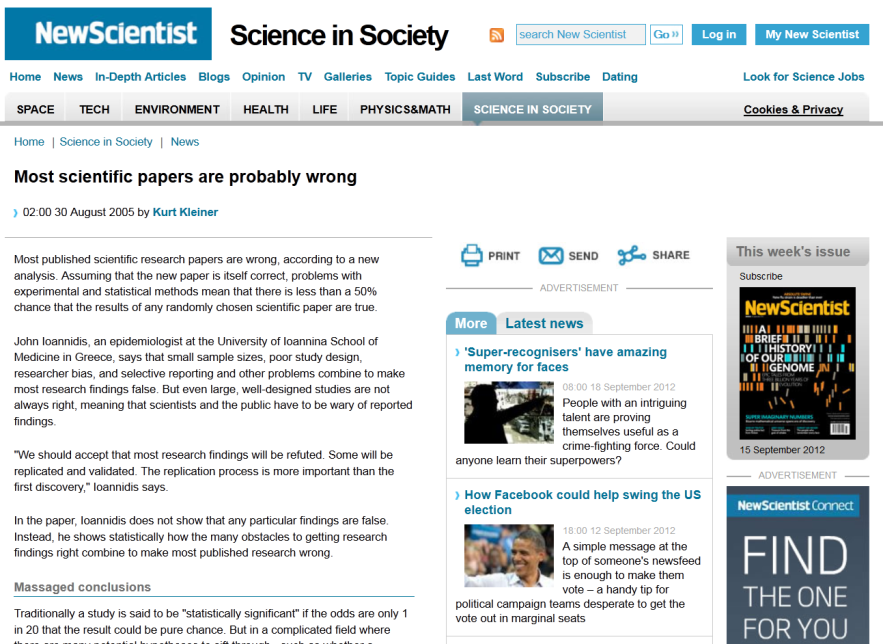 NewScientist
Science in Society
search New Scientist
Go »
Log in
My New Scientist
Home News In-Depth Articles Blogs Opinion TV Galleries Topic Guides Last Word Subscribe Dating
Look for Science Jobs
SPACE TECH ENVIRONMENT HEALTH LIFE PHYSICS&MATH SCIENCE IN SOCIETY
Cookies & Privacy
Home | Science in Society | News
Most scientific papers are probably wrong
02:00 30 August 2005 by Kurt Kleiner
Most published scientific research papers are wrong, according to a new
analysis. Assuming that the new paper is itself correct, problems with
experimental and statistical methods mean that there is less than a 50%
chance that the results of any randomly chosen scientific paper are true.
John Ioannidis, an epidemiologist at the University of Ioannina School of
Medicine in Greece, says that small sample sizes, poor study design,
researcher bias, and selective reporting and other problems combine to make
most research findings false. But even large, well-designed studies are not
always right, meaning that scientists and the public have to be wary of reported
findings.
"We should accept that most research findings will be refuted. Some will be
replicated and validated. The replication process is more important than the
first discovery," Ioannidis says.
In the paper, Ioannidis does not show that any particular findings are false.
Instead, he shows statistically how the many obstacles to getting research
findings right combine to make most published research wrong.
Massaged conclusions
Traditionally a study is said to be "statistically significant" if the odds are only 1
in 20 that the result could be pure chance. But in a complicated field where
PRINT
SEND
SHARE
ADVERTISEMENT
More
Latest news
'Super-recognisers' have amazing
memory for faces
08:00 18 September 2012
People with an intriguing
talent are proving
themselves useful as a
crime-fighting force. Could
anyone learn their superpowers?
How Facebook could help swing the US
election
18:00 12 September 2012
A simple message at the
top of someone's newsfeed
is enough to make them
vote – a handy tip for
political campaign teams desperate to get the
vote out in marginal seats
This week's issue
Subscribe
NewScientist
A
BRIEF
HISTORY
OF OUR
GENOME
SUPER IMAGINARY NUMBERS
15 September 2012
ADVERTISEMENT
NewScientist Connect
FIND
THE ONE
FOR YOU